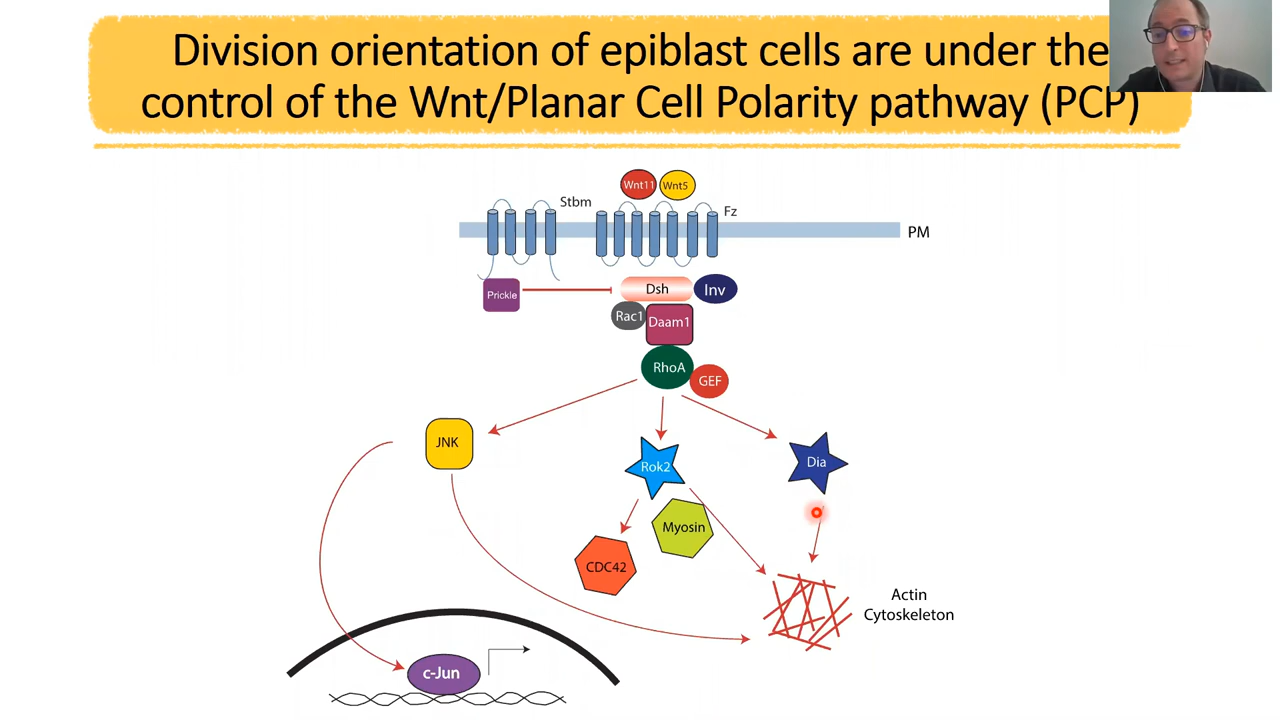 Division orientation of epiblast cells are under the
control of the Wnt/Planar Cell Polarity pathway (PCP)
Wnt11
Wnt5
Stbm
Fz
PM
Prickle
Dsh
Inv
Rac1
Daam1
RhoA
GEF
JNK
Rok2
Dia
Myosin
CDC42
Actin
Cytoskeleton
c-Jun